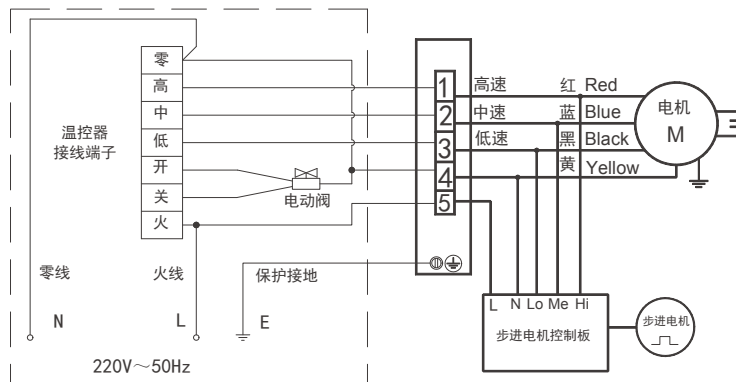 温控器
接线端子
零
高
中
低
开
关
火
电动阀
零线
火线
保护接地
N
L
E
220V～50Hz
1
2
3
4
5
高速
中速
低速
红 Red
蓝 Blue
黑 Black
黄 Yellow
电机
M
L N Lo Me Hi
步进电机控制板
步进电机